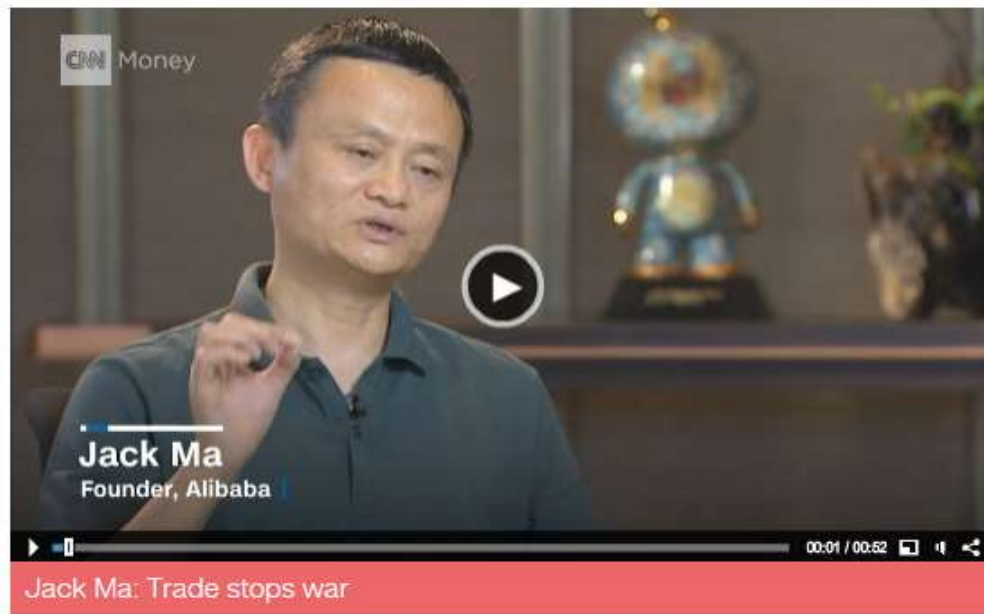 CNN Money
Jack Ma
Founder, Alibaba
00:01 / 00:52
Jack Ma: Trade stops war